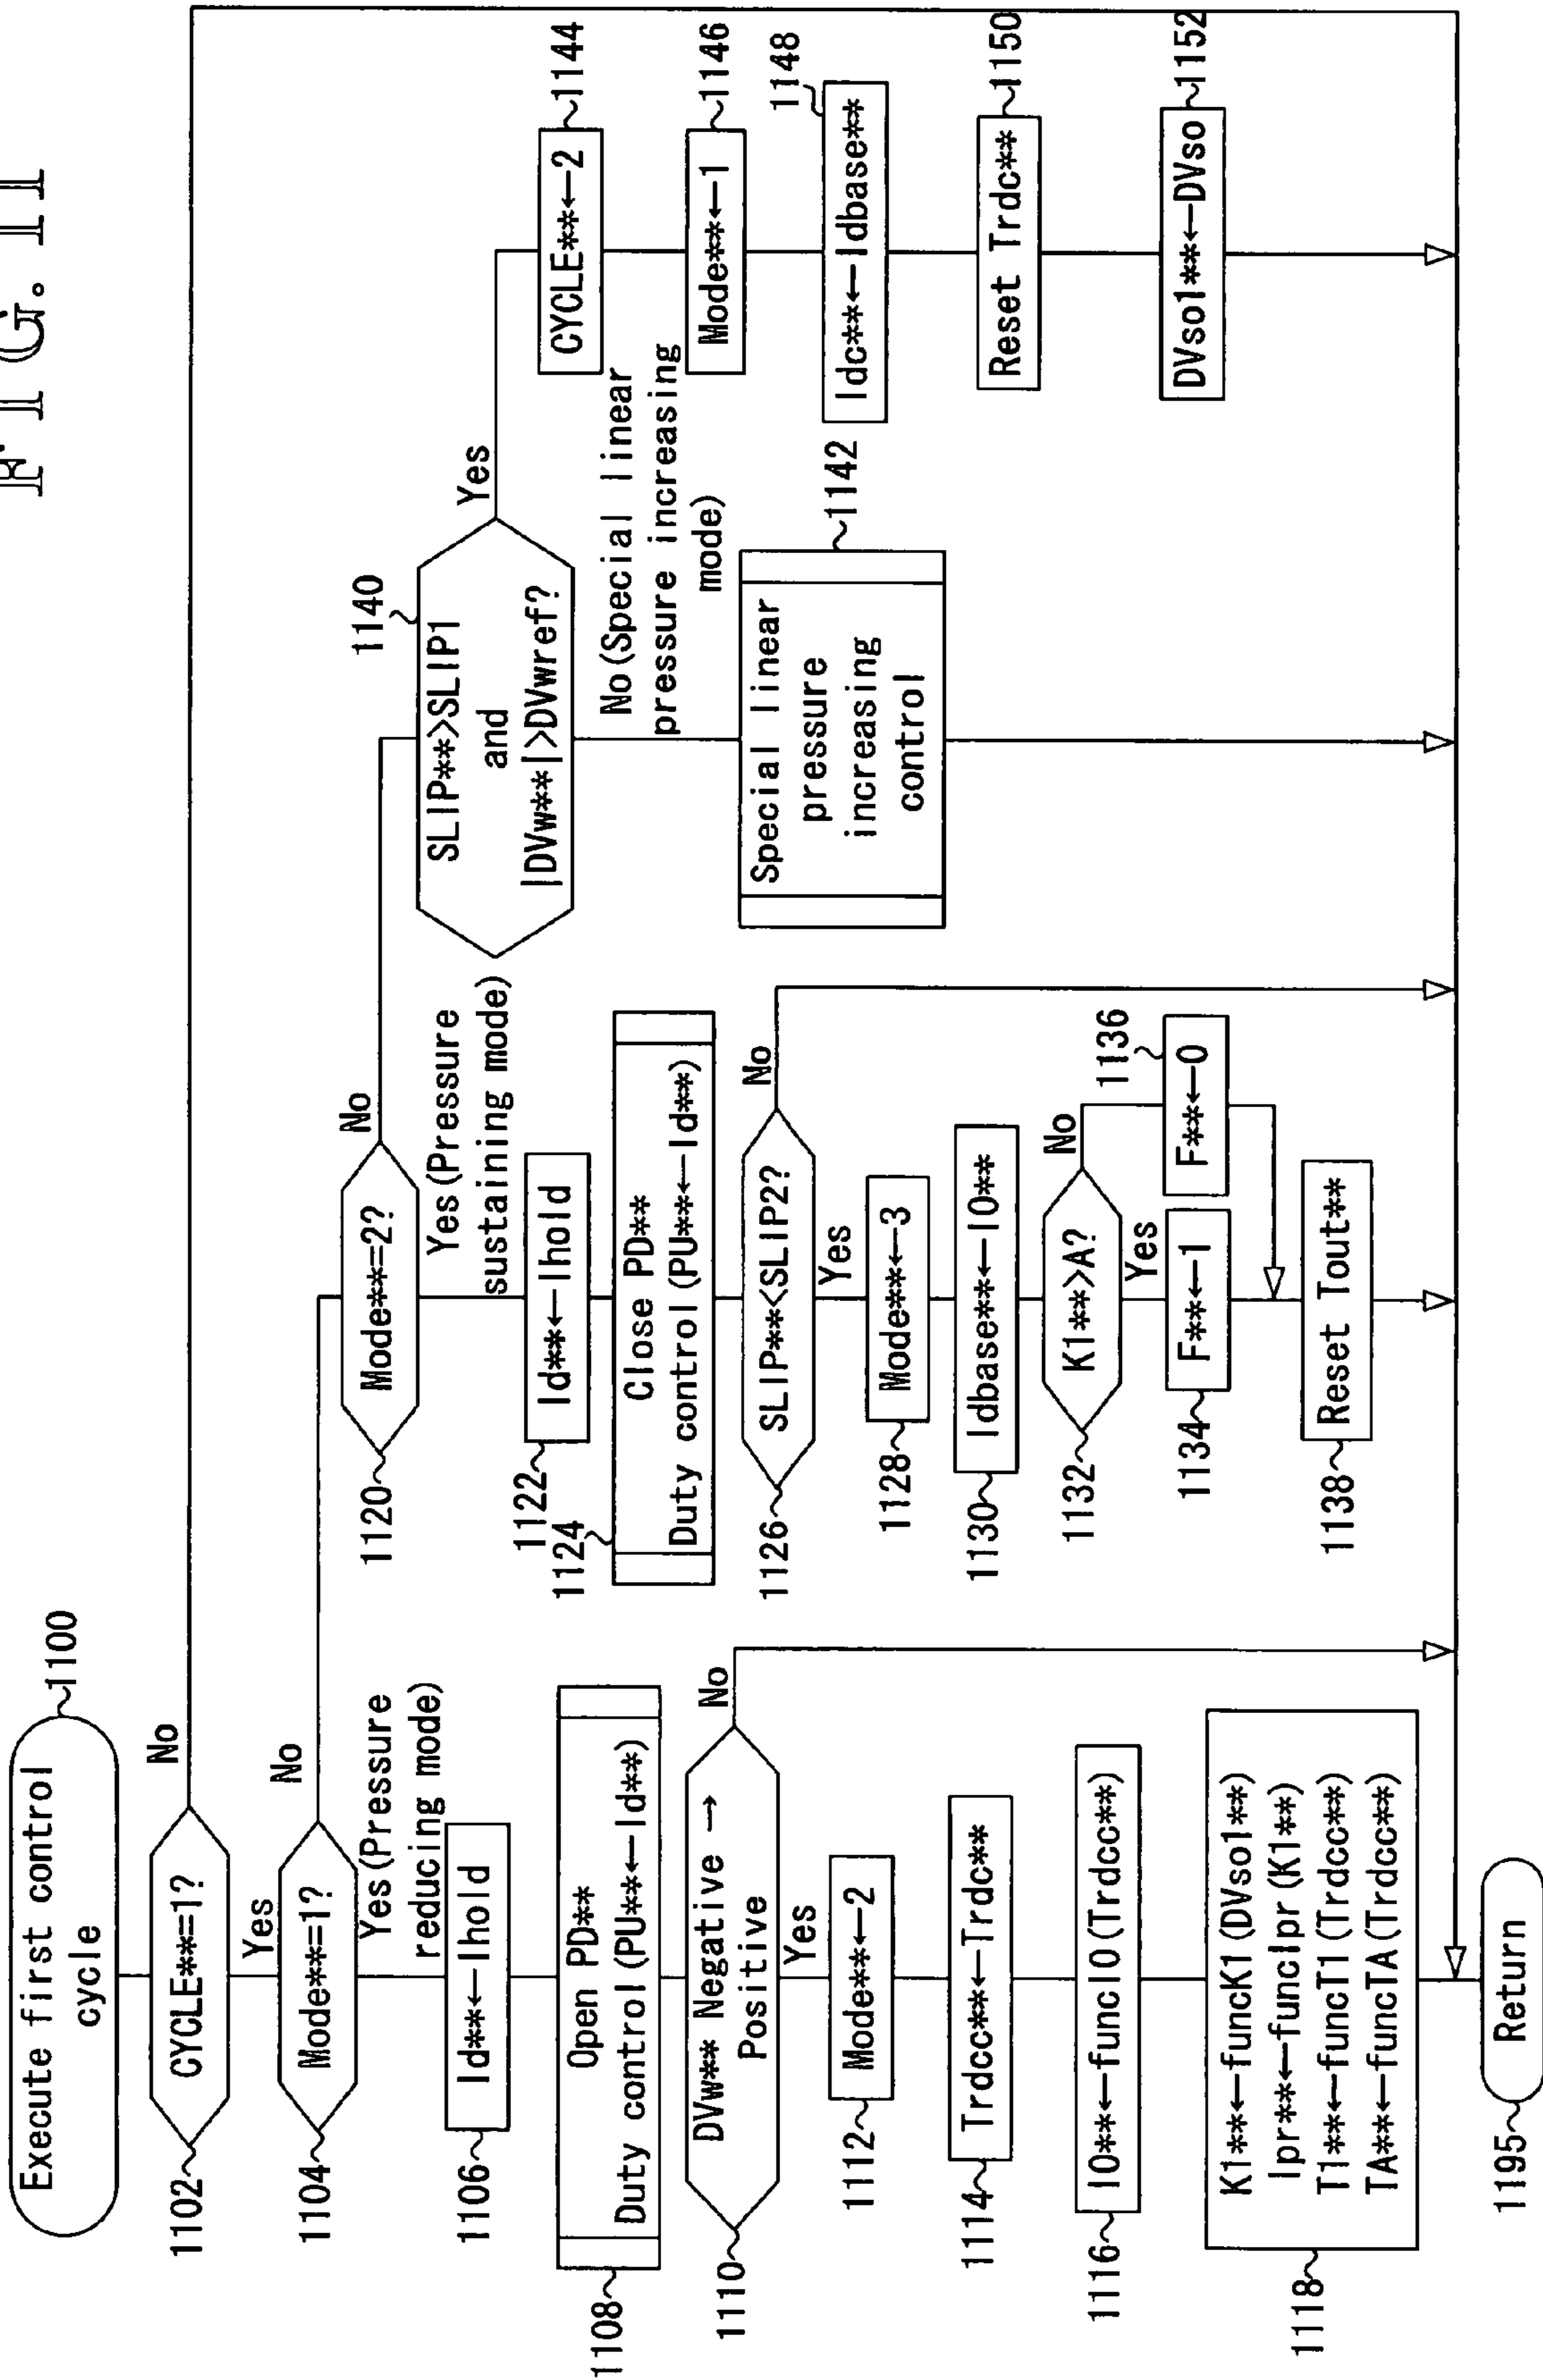 FIG. 11
Execute first control
cycle
1100
1102
CYCLE**=1?
No
Yes
1104
Mode**=1?
No
Yes(Pressure
reducing mode)
1106
Id**←Ihold
1108
Open PD**
Duty control(PU**←Id**)
1110
DVw** Negative →
Positive
No
Yes
1112
Mode**←2
1114
Trdcc**←Trdc**
1116
I0**←funcI0(Trdcc**)
1118
K1**←funcK1(DVso1**)
Ipr**←funcIpr(K1**)
T1**←funcT1(Trdcc**)
TA**←funcTA(Trdcc**)
1195
Return
1120
Mode**=2?
No
Yes(Pressure
sustaining mode)
1122
Id**←Ihold
1124
Close PD**
Duty control(PU**←Id**)
1126
SLIP**<SLIP2?
No
Yes
1128
Mode**←3
1130
Idbase**←I0**
1132
K1**>A?
No
Yes
1134
F**←1
1136
F**←0
1138
Reset Tout**
1140
SLIP**>SLIP1
and
|DVw**|>DVwref?
Yes
No(Special linear
pressure increasing
mode)
1142
Special linear
pressure
increasing
control
1144
CYCLE**←2
1146
Mode**←1
1148
Idc**←Idbase**
1150
Reset Trdc**
1152
DVso1**←DVso